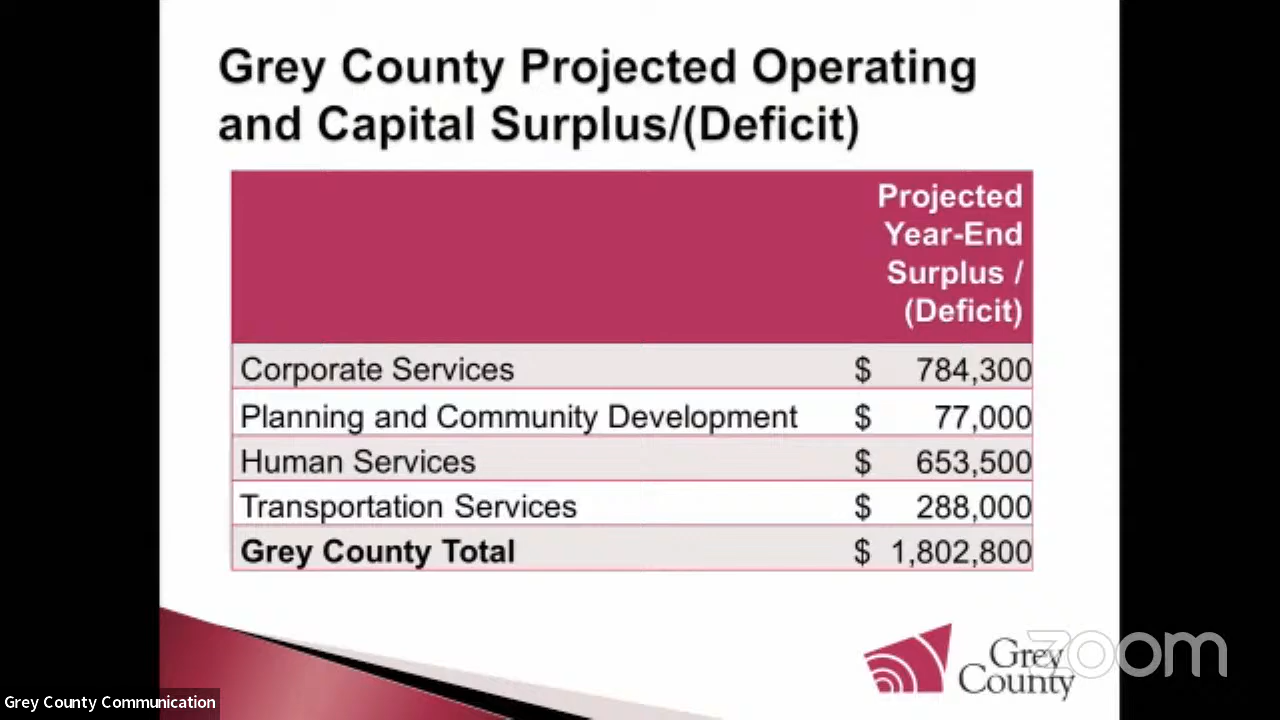 Grey County Projected Operating
and Capital Surplus/(Deficit)
Projected
Year-End
Surplus /
(Deficit)
Corporate Services $ 784,300
Planning and Community Development $ 77,000
Human Services $ 653,500
Transportation Services $ 288,000
Grey County Total $ 1,802,800
Grey
County
zoom
Grey County Communication